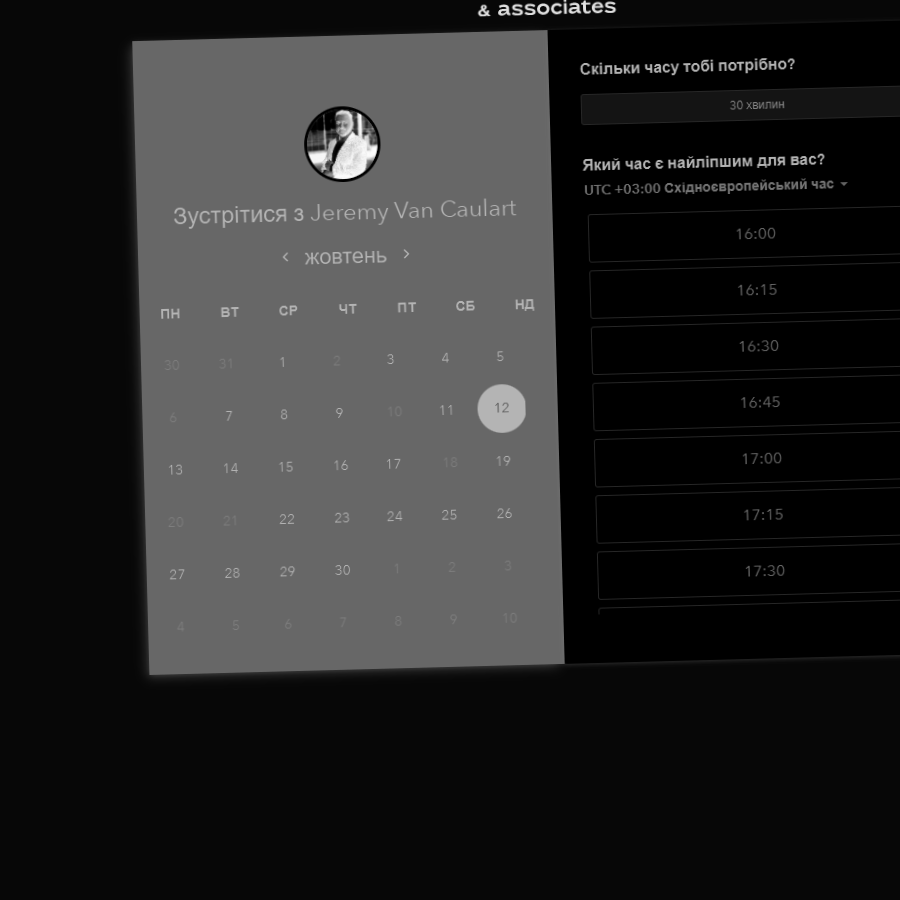 & associates
Зустрітися з Jeremy Van Caulart
жовтень
ПН ВТ СР ЧТ ПТ СБ НД
30 31 1 2 3 4 5
6 7 8 9 10 11 12
13 14 15 16 17 18 19
20 21 22 23 24 25 26
27 28 29 30 1 2 3
4 5 6 7 8 9 10
Скільки часу тобі потрібно?
30 хвилин
Який час є найліпшим для вас?
UTC +03:00 Східноєвропейський час
16:00
16:15
16:30
16:45
17:00
17:15
17:30